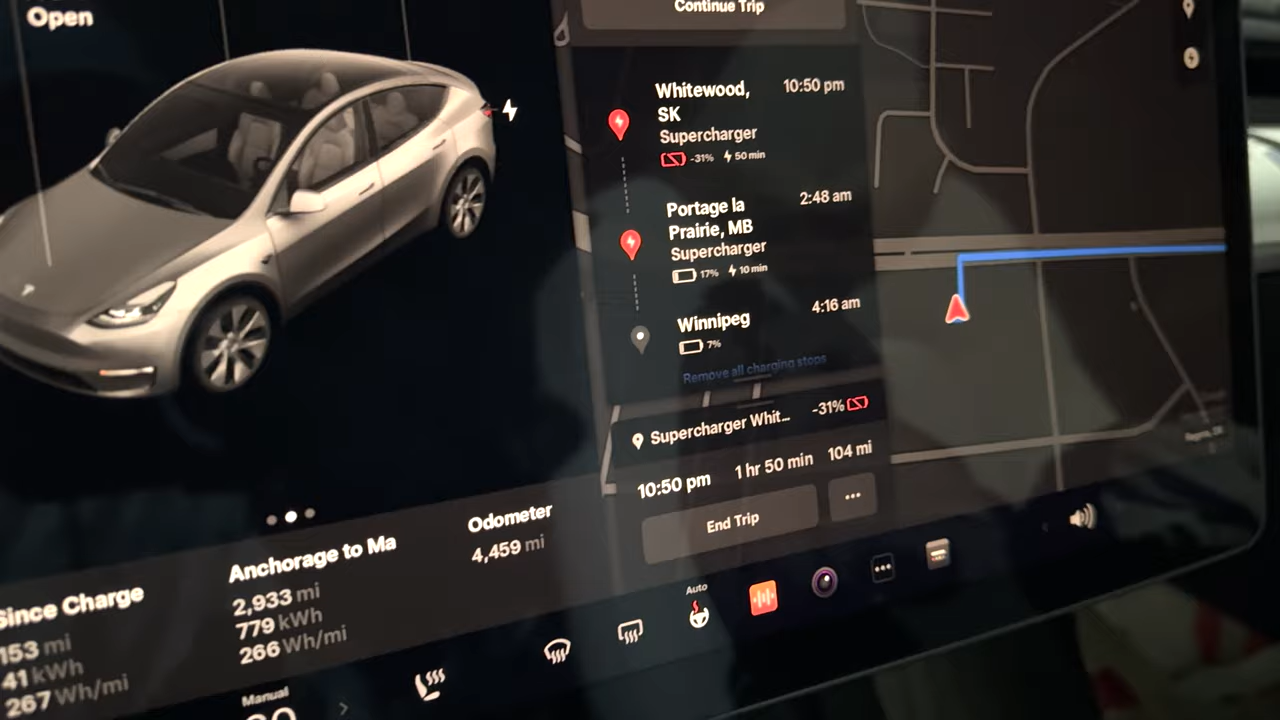 Open
Continue Trip
Whitewood,
SK
10:50 pm
Supercharger
-31% 50 min
Portage la
Prairie, MB
2:48 am
Supercharger
17% 10 min
Winnipeg
4:16 am
7%
Remove all charging stops
Supercharger Whit... -31%
10:50 pm 1 hr 50 min 104 mi
End Trip
Since Charge
153 mi
41 kWh
267 Wh/mi
Anchorage to Ma
2,933 mi
779 kWh
266 Wh/mi
Odometer
4,459 mi
Manual
Auto